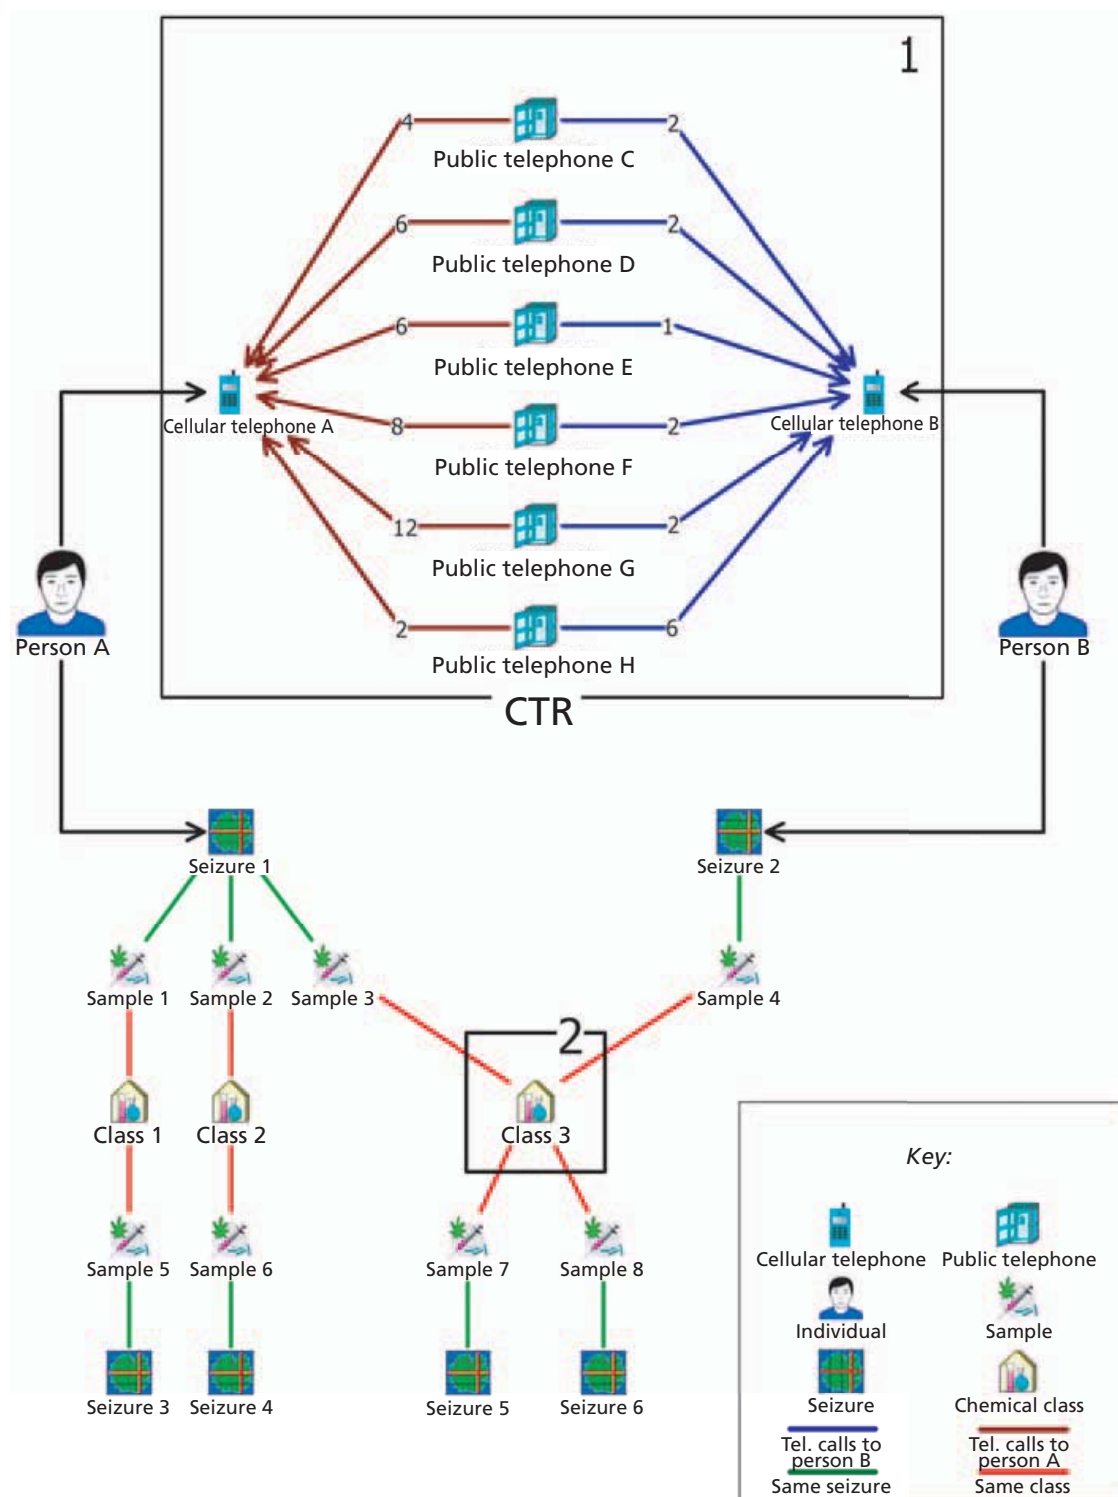 1
4
2
Public telephone C
6
2
Public telephone D
6
1
Public telephone E
Cellular telephone A
8
2
Cellular telephone B
Public telephone F
12
2
Public telephone G
2
6
Public telephone H
Person A
Person B
CTR
Seizure 1
Seizure 2
Sample 1 Sample 2 Sample 3
Sample 4
2
Class 1 Class 2
Class 3
Sample 5 Sample 6
Sample 7 Sample 8
Seizure 3 Seizure 4
Seizure 5 Seizure 6
Key:
Cellular telephone Public telephone
Individual Sample
Seizure Chemical class
Tel. calls to
person B
Tel. calls to
person A
Same seizure Same class